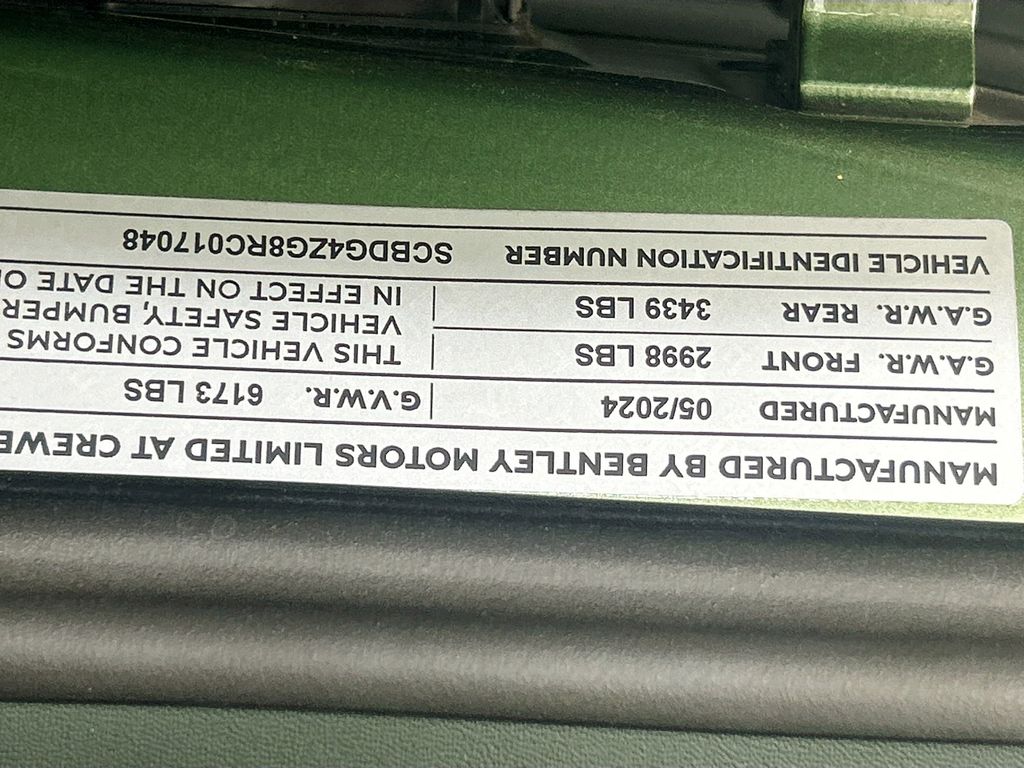 MANUFACTURED BY BENTLEY MOTORS LIMITED AT CREWE
MANUFACTURED 05/2024 G.V.W.R. 6173 LBS
G.A.W.R. FRONT 2998 LBS THIS VEHICLE CONFORMS
G.A.W.R. REAR 3439 LBS VEHICLE SAFETY, BUMPER
IN EFFECT ON THE DATE
VEHICLE IDENTIFICATION NUMBER SCBDG4ZG8RC017048